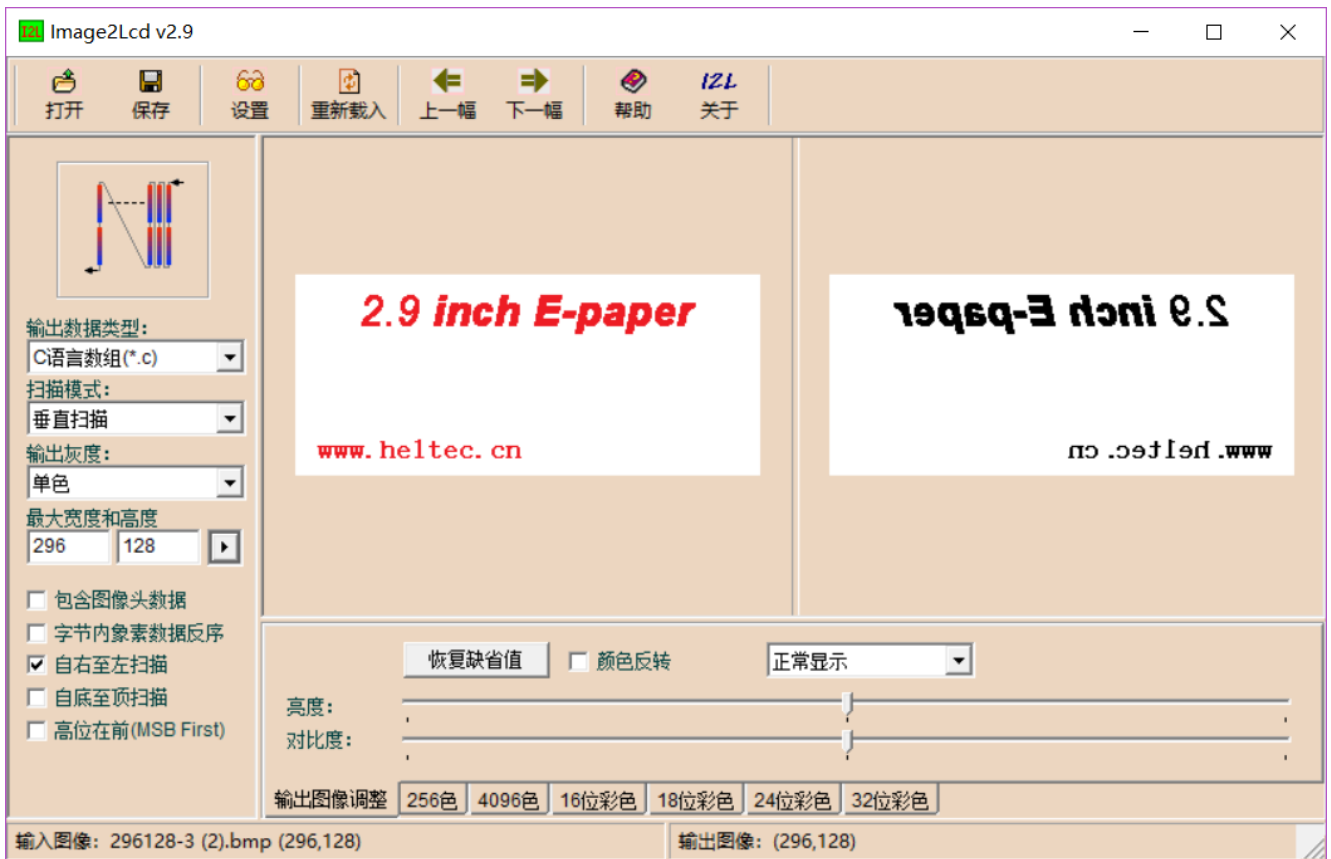 I2L Image2Lcd v2.9
打开 保存 设置 重新载入 上一幅 下一幅 帮助 I2L 关于
输出数据类型:
C语言数组(*.c)
扫描模式:
垂直扫描
输出灰度:
单色
最大宽度和高度
296 128
包含图像头数据
字节内象素数据反序
自右至左扫描
自底至顶扫描
高位在前(MSB First)
2.9 inch E-paper
www.heltec.cn
2.9 inch E-paper
www.heltec.cn
恢复缺省值 颜色反转 正常显示
亮度:
对比度:
输出图像调整 256色 4096色 16位彩色 18位彩色 24位彩色 32位彩色
输入图像: 296128-3 (2).bmp (296,128) 输出图像: (296,128)